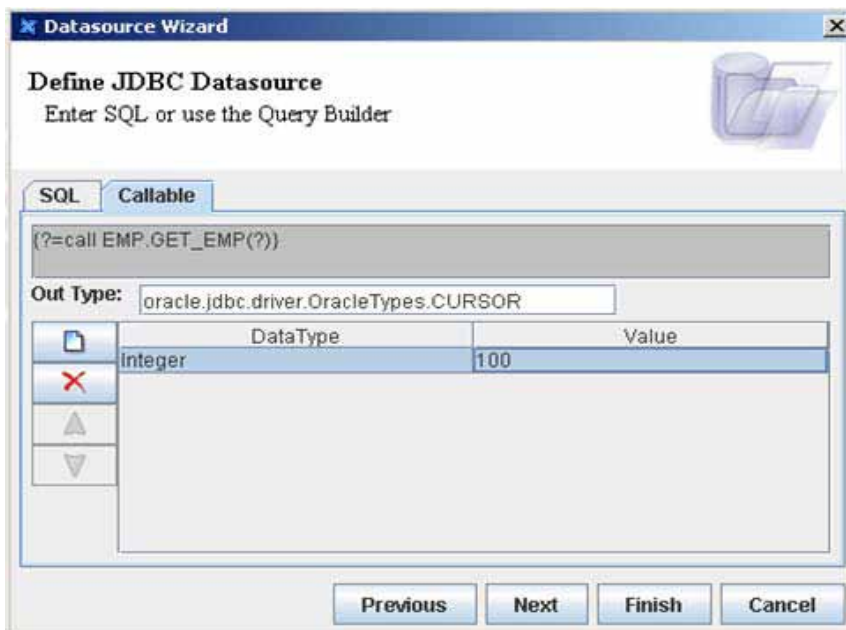 Datasource Wizard
Define JDBC Datasource
Enter SQL or use the Query Builder
SQL Callable
{?=call EMP.GET_EMP(?)}
Out Type: oracle.jdbc.driver.OracleTypes.CURSOR
DataType Value
Integer 100
Previous Next Finish Cancel